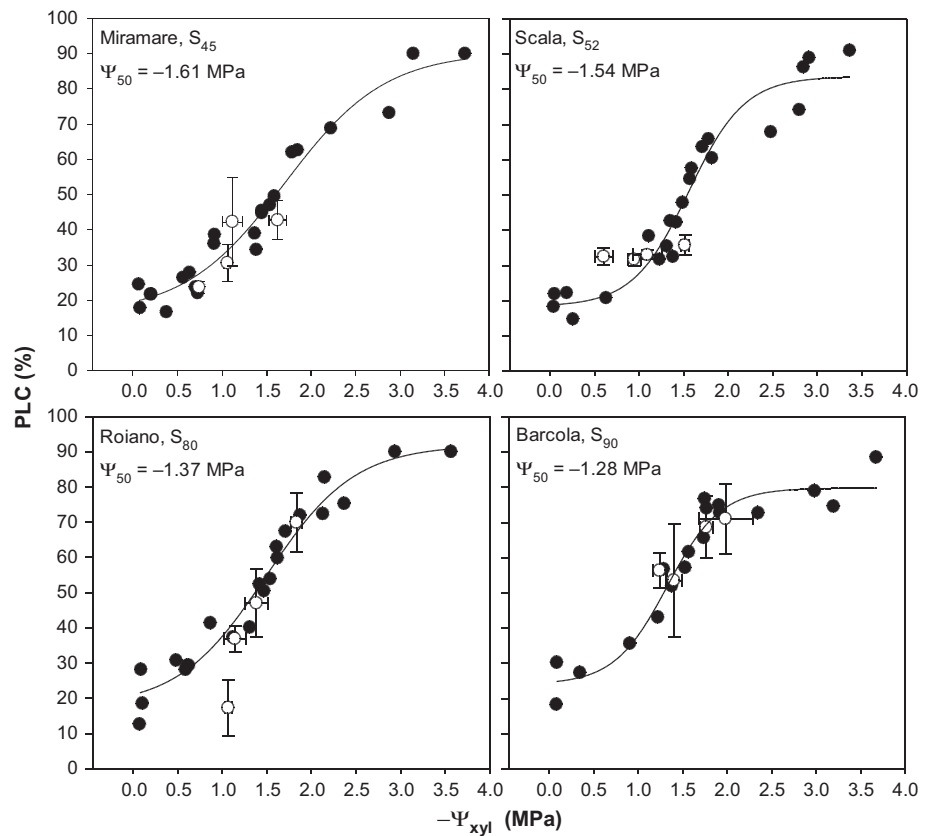 100
90
80
70
60
50
40
30
20
10
0
Miramare, S45
Ψ50 = –1.61 MPa
0.0 0.5 1.0 1.5 2.0 2.5 3.0 3.5 4.0
Scala, S52
Ψ50 = –1.54 MPa
0.0 0.5 1.0 1.5 2.0 2.5 3.0 3.5 4.0
PLC (%)
100
90
80
70
60
50
40
30
20
10
0
Roiano, S80
Ψ50 = –1.37 MPa
0.0 0.5 1.0 1.5 2.0 2.5 3.0 3.5 4.0
Barcola, S90
Ψ50 = –1.28 MPa
0.0 0.5 1.0 1.5 2.0 2.5 3.0 3.5 4.0
–Ψxyl (MPa)